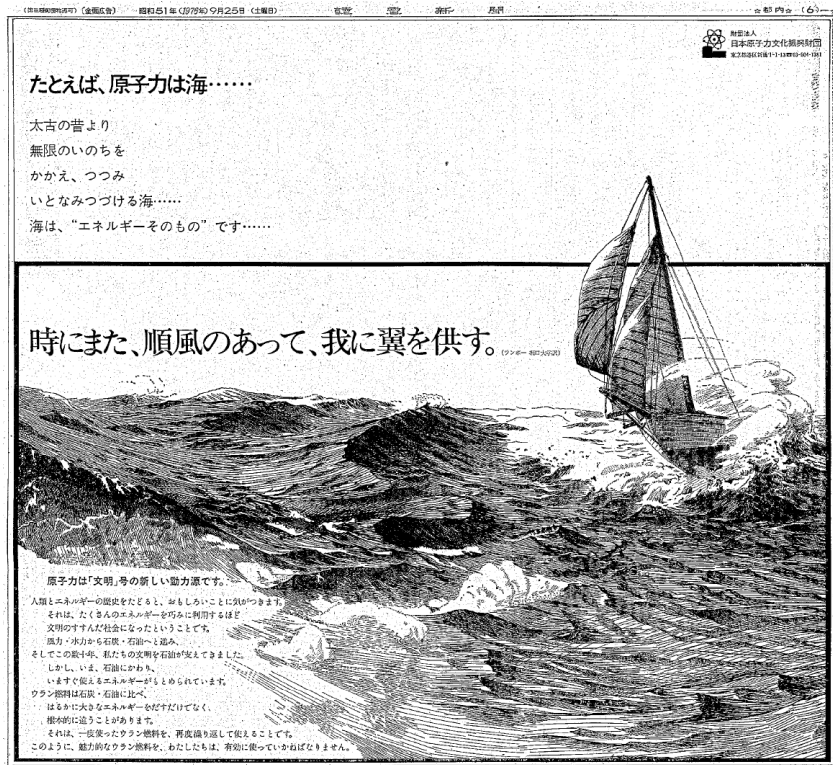 (全面広告) 昭和51年(1976年)9月25日 (土曜日) 讀賣新聞 ☆都内☆ (6)
財団法人
日本原子力文化振興財団
たとえば、原子力は海……
太古の昔より
無限のいのちを
かかえ、つつみ
いとなみつづける海……
海は、“エネルギーそのもの”です……
時にまた、順風のあって、我に翼を供す。
原子力は「文明」号の新しい動力源です。
人類とエネルギーの歴史をたどると、おもしろいことに気がつきます。
それは、たくさんのエネルギーを巧みに利用するほど
文明のすすんだ社会になったということです。
風力・水力から石炭・石油へと進み、
そしてこの数十年、私たちの文明を石油が支えてきました。
しかし、いま、石油にかわり、
いますぐ使えるエネルギーがもとめられています。
ウラン燃料は石炭・石油に比べ、
はるかに大きなエネルギーをだすだけでなく、
根本的に違うことがあります。
それは、一度使ったウラン燃料を、再度繰り返して使えることです。
このように、魅力的なウラン燃料を、わたしたちは、有効に使っていかねばなりません。